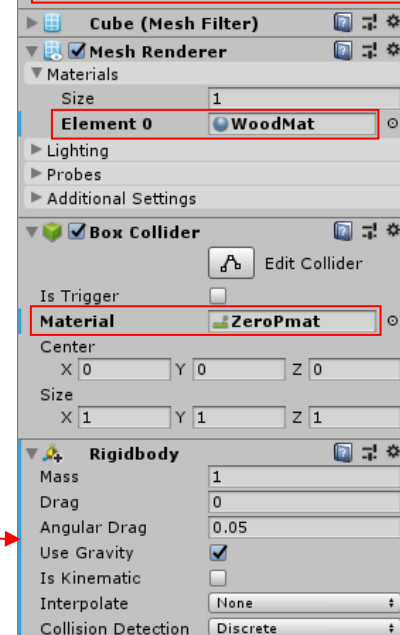 Cube (Mesh Filter)
Mesh Renderer
Materials
Size 1
Element 0 WoodMat
Lighting
Probes
Additional Settings
Box Collider
Edit Collider
Is Trigger
Material ZeroPmat
Center
X 0 Y 0 Z 0
Size
X 1 Y 1 Z 1
Rigidbody
Mass 1
Drag 0
Angular Drag 0.05
Use Gravity
Is Kinematic
Interpolate None
Collision Detection Discrete